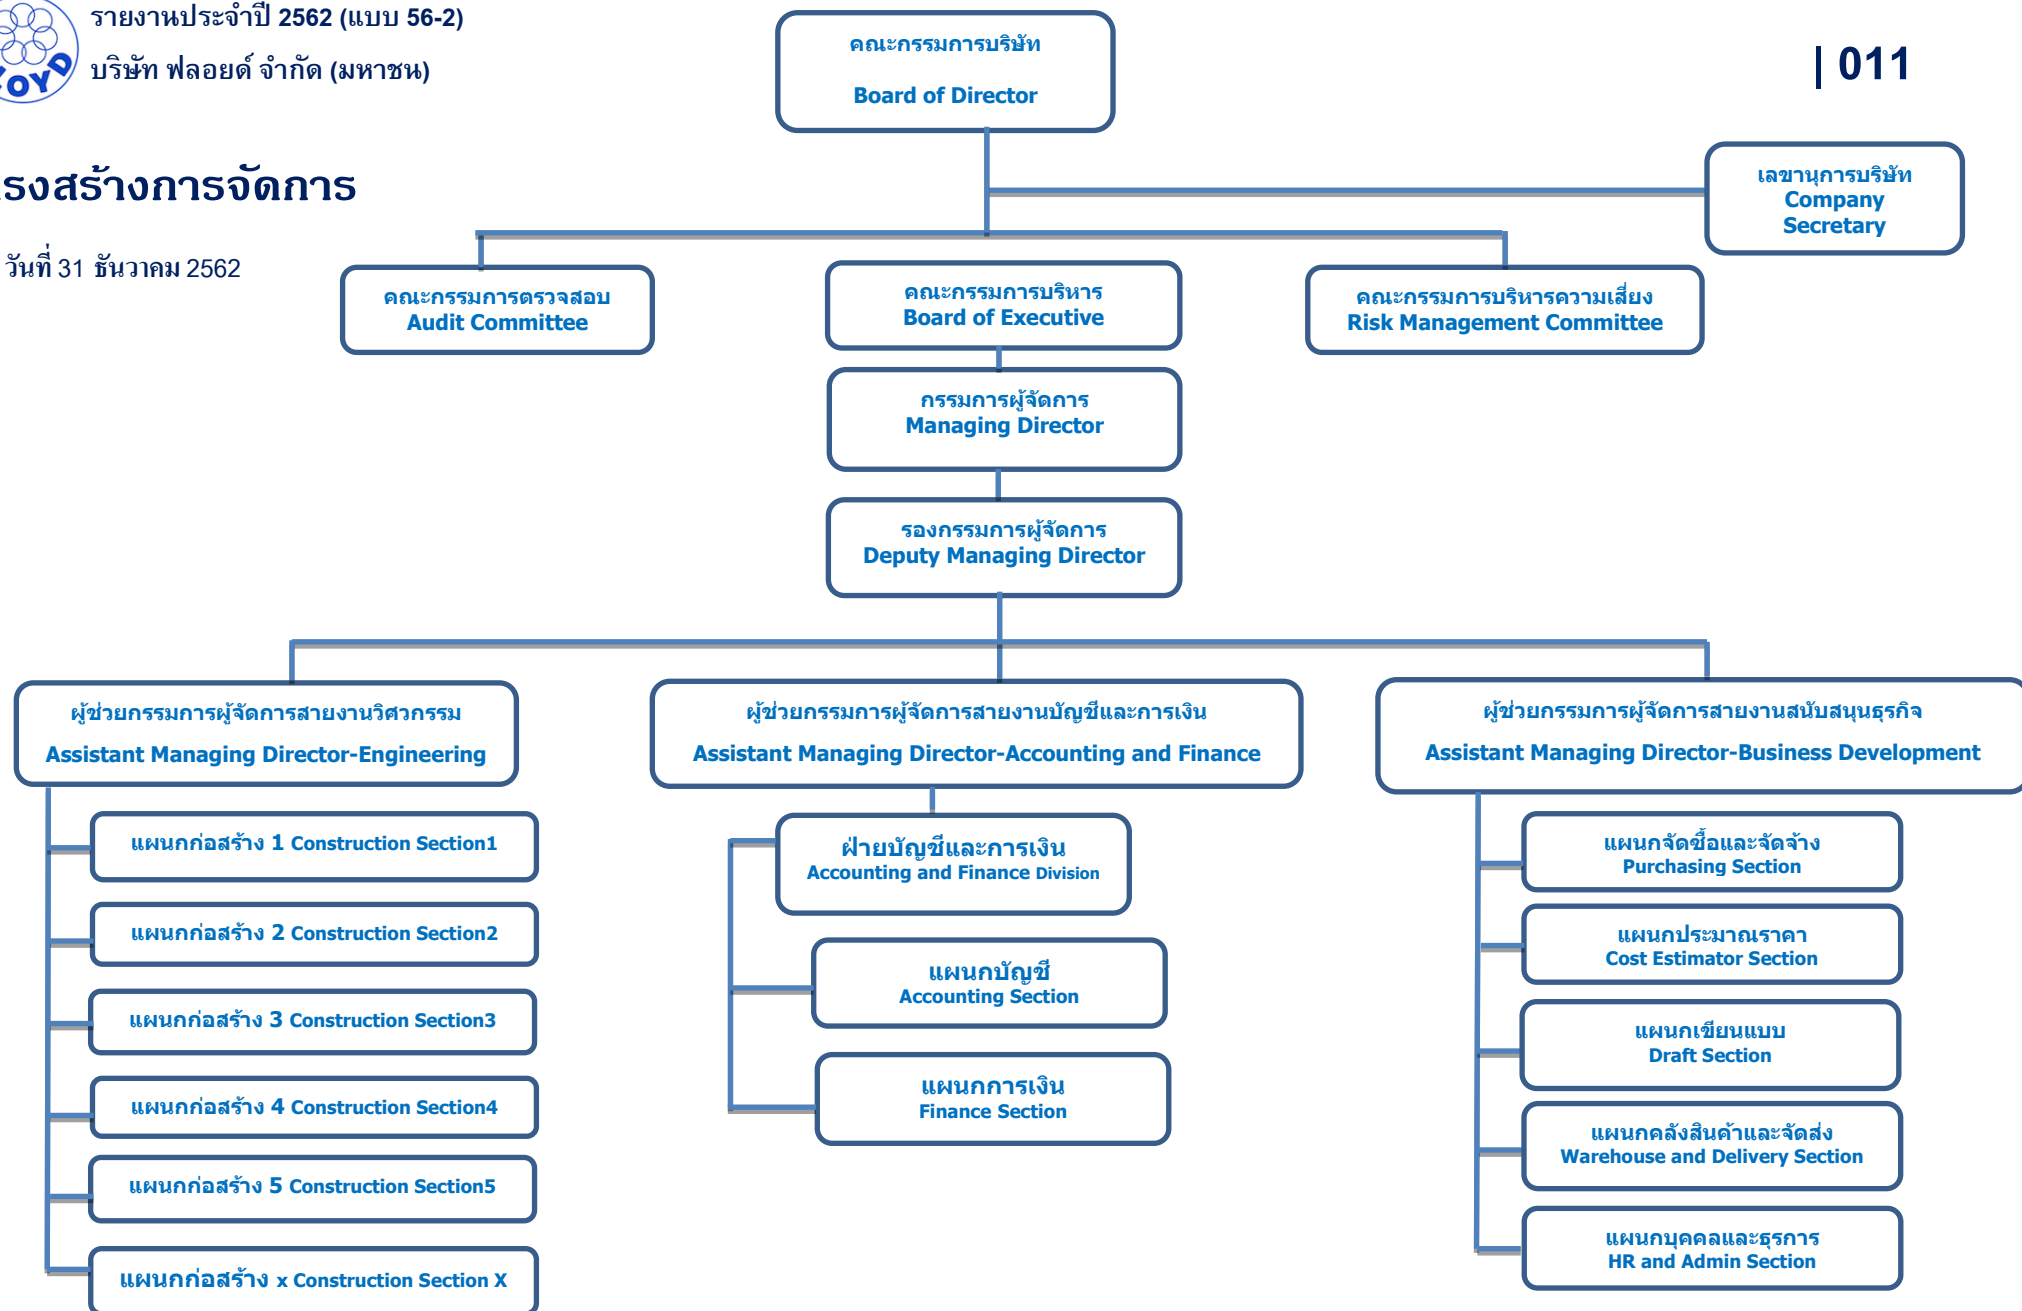 รายงานประจำปี 2562 (แบบ 56-2)
บริษัท ฟลอยด์ จำกัด (มหาชน)
| 011
รงสร้างการจัดการ
วันที่ 31 ธันวาคม 2562
คณะกรรมการบริษัท
Board of Director
เลขานุการบริษัท
Company
Secretary
คณะกรรมการตรวจสอบ
Audit Committee
คณะกรรมการบริหาร
Board of Executive
คณะกรรมการบริหารความเสี่ยง
Risk Management Committee
กรรมการผู้จัดการ
Managing Director
รองกรรมการผู้จัดการ
Deputy Managing Director
ผู้ช่วยกรรมการผู้จัดการสายงานวิศวกรรม
Assistant Managing Director-Engineering
แผนกก่อสร้าง 1 Construction Section1
แผนกก่อสร้าง 2 Construction Section2
แผนกก่อสร้าง 3 Construction Section3
แผนกก่อสร้าง 4 Construction Section4
แผนกก่อสร้าง 5 Construction Section5
แผนกก่อสร้าง x Construction Section X
ผู้ช่วยกรรมการผู้จัดการสายงานบัญชีและการเงิน
Assistant Managing Director-Accounting and Finance
ฝ่ายบัญชีและการเงิน
Accounting and Finance Division
แผนกบัญชี
Accounting Section
แผนกการเงิน
Finance Section
ผู้ช่วยกรรมการผู้จัดการสายงานสนับสนุนธุรกิจ
Assistant Managing Director-Business Development
แผนกจัดซื้อและจัดจ้าง
Purchasing Section
แผนกประมาณราคา
Cost Estimator Section
แผนกเขียนแบบ
Draft Section
แผนกคลังสินค้าและจัดส่ง
Warehouse and Delivery Section
แผนกบุคคลและธุรการ
HR and Admin Section